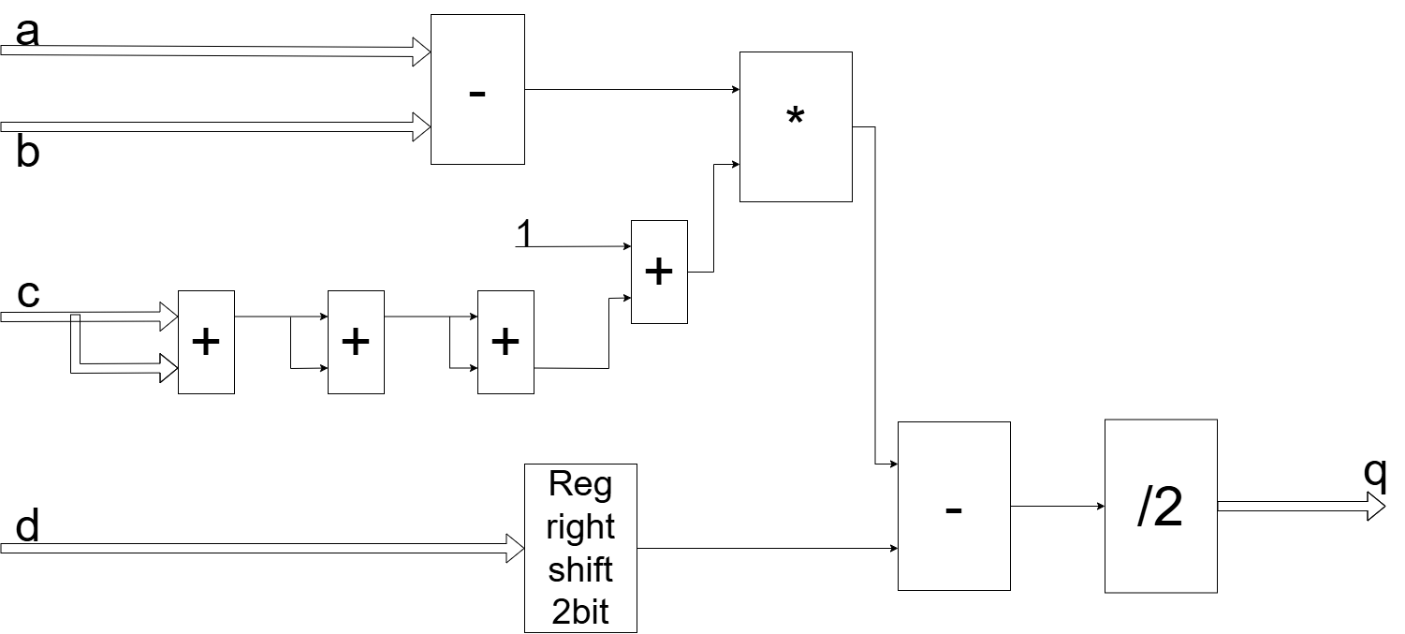 a
-
*
b
1
+
c
+
+
+
Reg
right
shift
2bit
d
-
/2
q